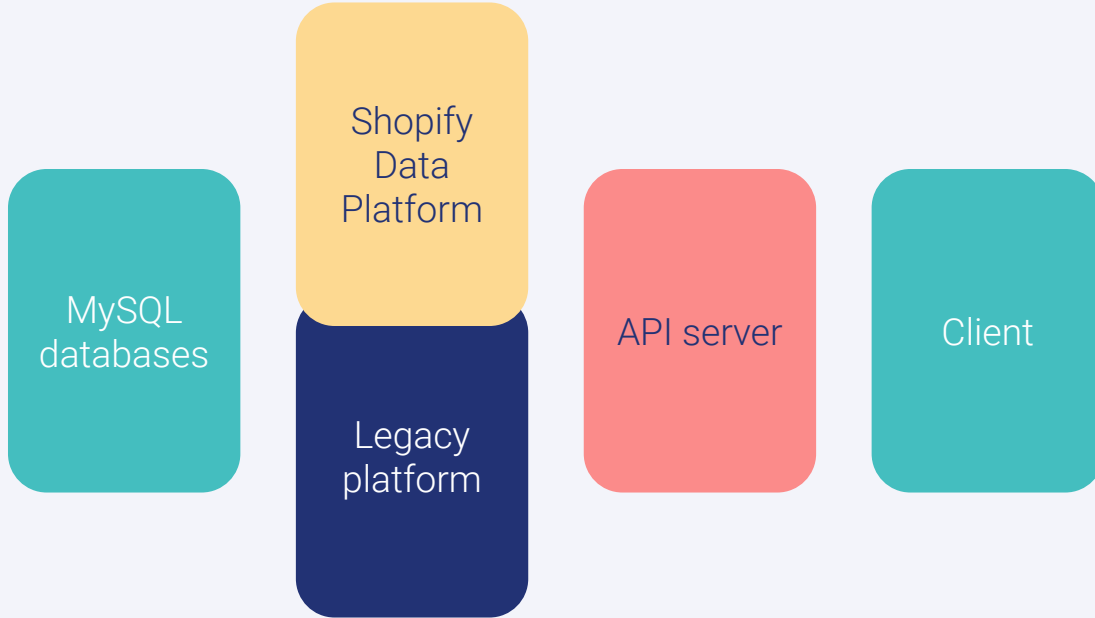 MySQL
databases
Shopify
Data
Platform
Legacy
platform
API server
Client